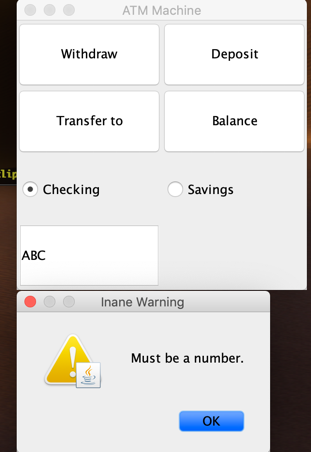 ATM Machine
Withdraw
Deposit
Transfer to
Balance
Checking
Savings
ABC
Inane Warning
Must be a number.
OK